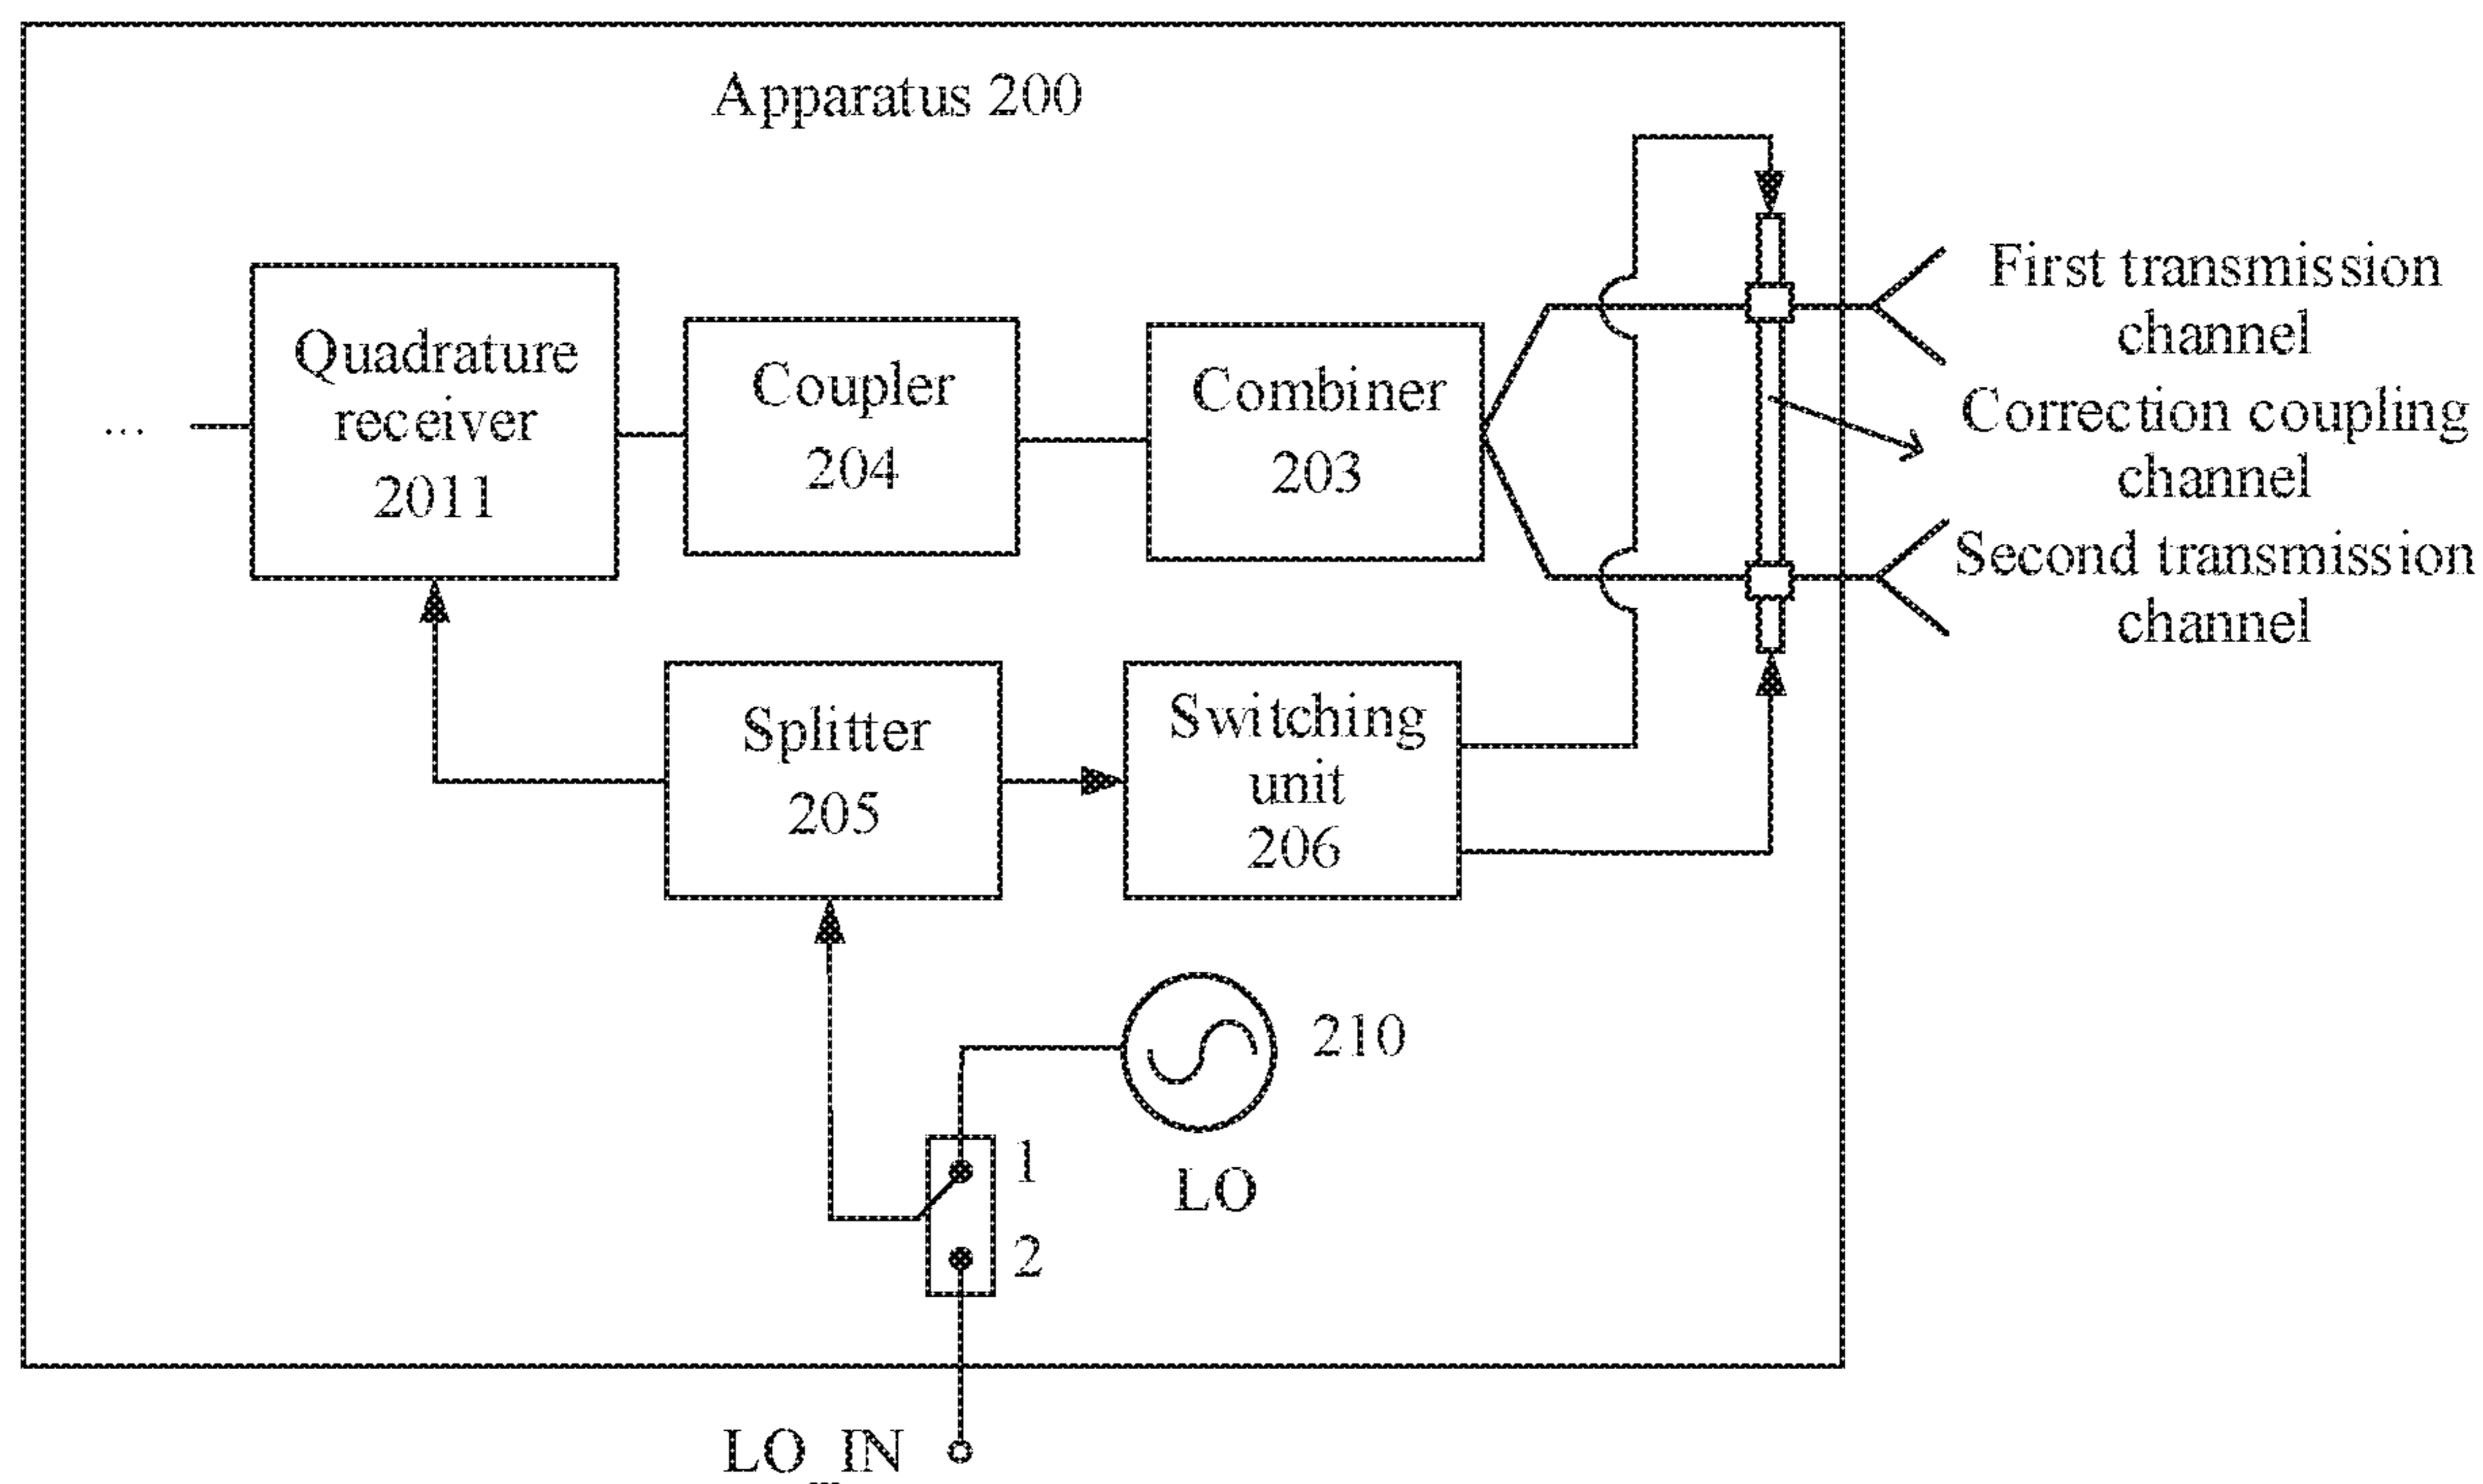 Apparatus 200
Quadrature
receiver
2011
Coupler
204
Combiner
203
First transmission
channel
Correction coupling
channel
Second transmission
channel
...
Splitter
205
Switching
unit
206
210
LO
1
2
LO_IN